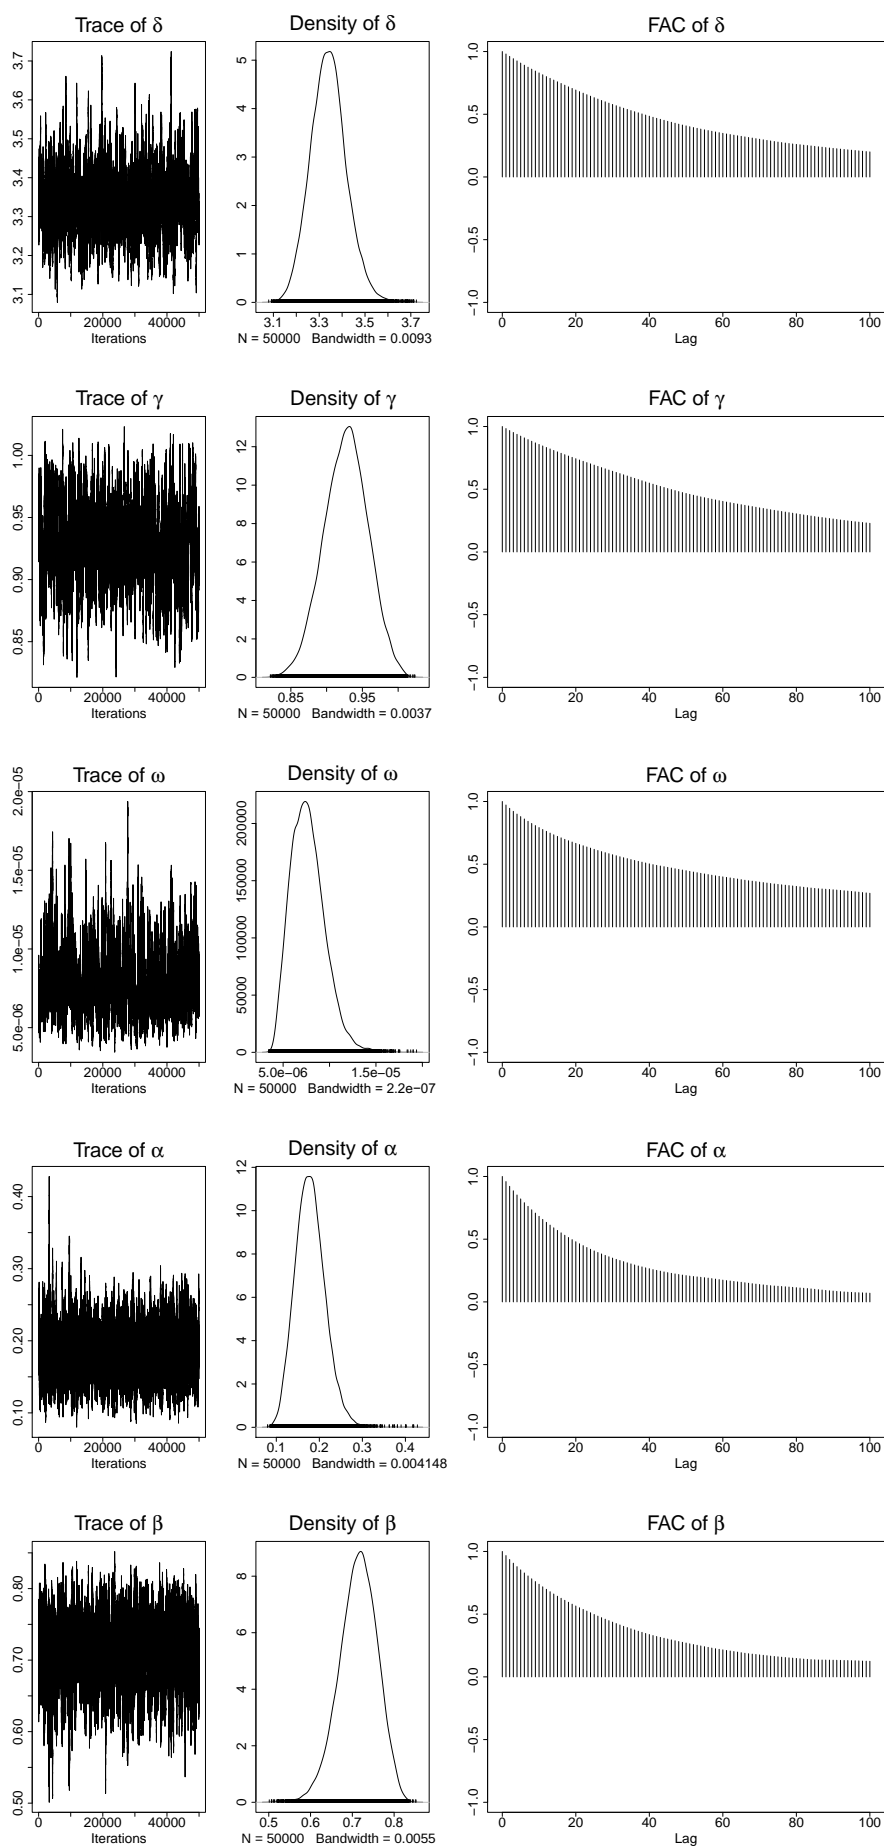 Trace of δ
Density of δ
FAC of δ
3.1 3.2 3.3 3.4 3.5 3.6 3.7
0 20000 40000
Iterations
0 1 2 3 4 5
3.1 3.3 3.5 3.7
N = 50000 Bandwidth = 0.0093
−1.0 −0.5 0.0 0.5 1.0
0 20 40 60 80 100
Lag
Trace of γ
Density of γ
FAC of γ
0.85 0.90 0.95 1.00
0 20000 40000
Iterations
0 2 4 6 8 10 12
0.85 0.95
N = 50000 Bandwidth = 0.0037
−1.0 −0.5 0.0 0.5 1.0
0 20 40 60 80 100
Lag
Trace of ω
Density of ω
FAC of ω
5.0e−06 1.0e−05 1.5e−05 2.0e−05
0 20000 40000
Iterations
0 50000 100000 150000 200000
5.0e−06 1.5e−05
N = 50000 Bandwidth = 2.2e−07
−1.0 −0.5 0.0 0.5 1.0
0 20 40 60 80 100
Lag
Trace of α
Density of α
FAC of α
0.10 0.20 0.30 0.40
0 20000 40000
Iterations
0 2 4 6 8 10 12
0.1 0.2 0.3 0.4
N = 50000 Bandwidth = 0.004148
−1.0 −0.5 0.0 0.5 1.0
0 20 40 60 80 100
Lag
Trace of β
Density of β
FAC of β
0.50 0.60 0.70 0.80
0 20000 40000
Iterations
0 2 4 6 8
0.5 0.6 0.7 0.8
N = 50000 Bandwidth = 0.0055
−1.0 −0.5 0.0 0.5 1.0
0 20 40 60 80 100
Lag